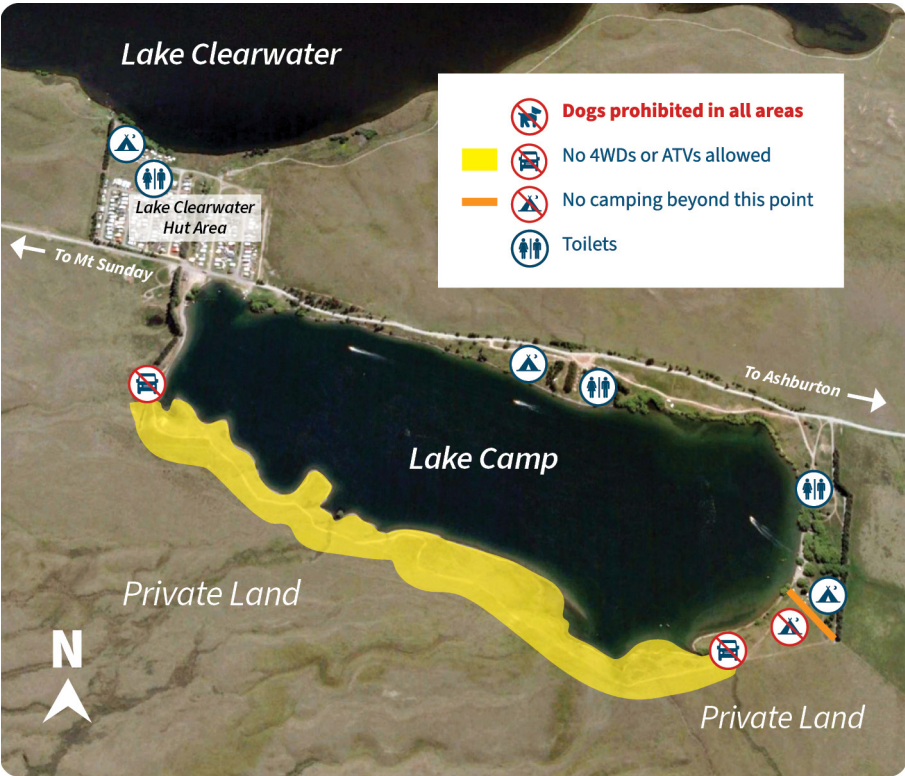 Lake Clearwater
Dogs prohibited in all areas
No 4WDs or ATVs allowed
No camping beyond this point
Toilets
Lake Clearwater
Hut Area
To Mt Sunday
To Ashburton
Lake Camp
Private Land
N
Private Land